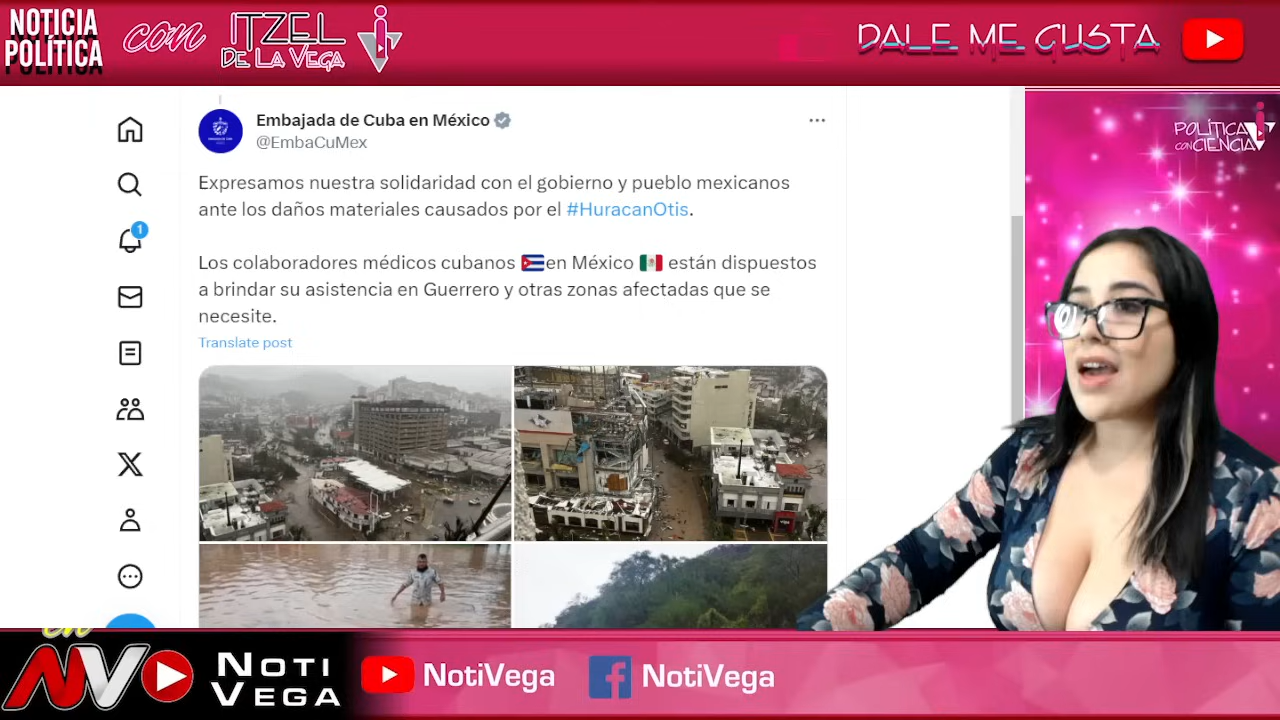 NOTICIA
POLÍTICA
con
ITZEL
DE LA VEGA
DALE ME GUSTA
Embajada de Cuba en México
@EmbaCuMex
Expresamos nuestra solidaridad con el gobierno y pueblo mexicanos
ante los daños materiales causados por el #HuracanOtis.
Los colaboradores médicos cubanos 🇨🇺en México 🇲🇽 están dispuestos
a brindar su asistencia en Guerrero y otras zonas afectadas que se
necesite.
Translate post
1
POLÍTICA
CON CIENCIA
en
NV
NOTI
VEGA
NotiVega
NotiVega